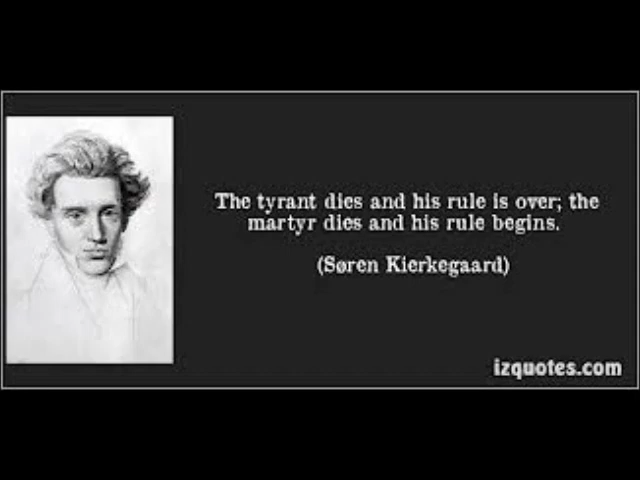 The tyrant dies and his rule is over; the
martyr dies and his rule begins.
(Søren Kierkegaard)
izquotes.com